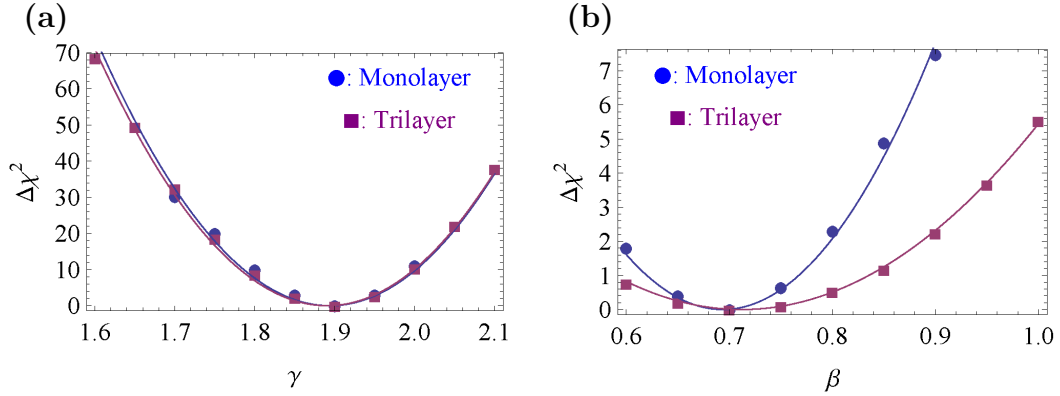 (a)
70
60
50
40
30
20
10
0
Δχ²
1.6 1.7 1.8 1.9 2.0 2.1
γ
●: Monolayer
■: Trilayer
(b)
7
6
5
4
3
2
1
0
Δχ²
0.6 0.7 0.8 0.9 1.0
β
●: Monolayer
■: Trilayer